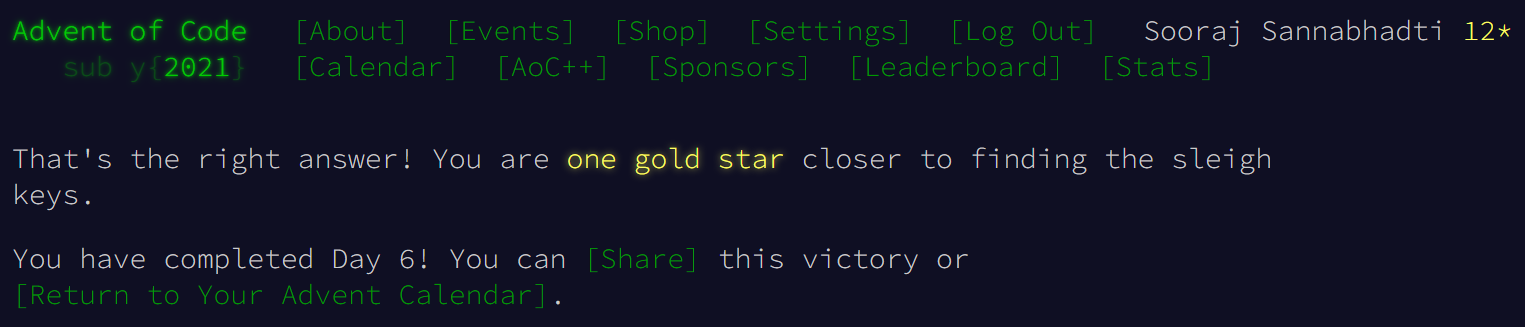 Advent of Code [About] [Events] [Shop] [Settings] [Log Out] Sooraj Sannabhadti 12*
sub y{2021} [Calendar] [AoC++] [Sponsors] [Leaderboard] [Stats]
That's the right answer! You are one gold star closer to finding the sleigh
keys.
You have completed Day 6! You can [Share] this victory or
[Return to Your Advent Calendar].